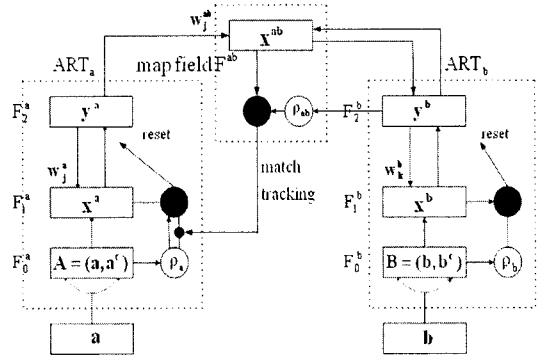 w_j^ab
x^ab
ART_a
map field F^ab
ART_b
F_2^a
y^a
ρ_ab
F_2^b
y^b
reset
reset
w_j^a
match
tracking
w_k^b
F_1^a
x^a
F_1^b
x^b
F_0^a
A = (a, a^c)
ρ_a
F_0^b
B = (b, b^c)
ρ_b
a
b